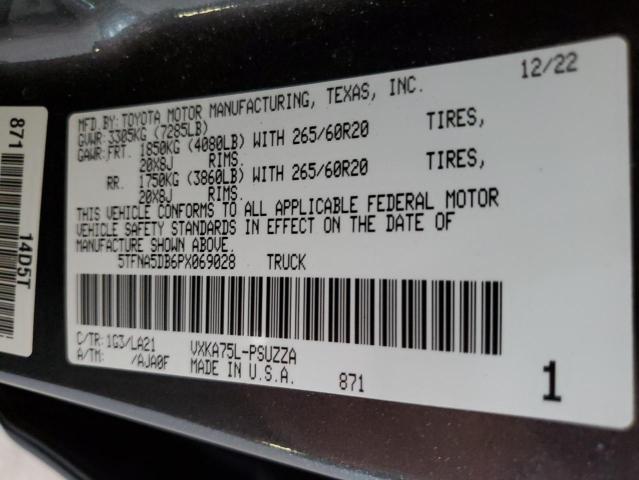 12/22
MFD.BY:TOYOTA MOTOR MANUFACTURING, TEXAS, INC.
GVWR: 3305KG (7285LB)
GAWR:FRT. 1850KG (4080LB) WITH 265/60R20 TIRES,
20X8J RIMS.
RR. 1750KG (3860LB) WITH 265/60R20 TIRES,
20X8J RIMS.
THIS VEHICLE CONFORMS TO ALL APPLICABLE FEDERAL MOTOR
VEHICLE SAFETY STANDARDS IN EFFECT ON THE DATE OF
MANUFACTURE SHOWN ABOVE.
5TFNA5DB6PX069028 TRUCK
C/TR:1G3/LA21 VXKA75L-PSUZZA
A/TM: /AJA0F MADE IN U.S.A. 871 1
871
14D5T